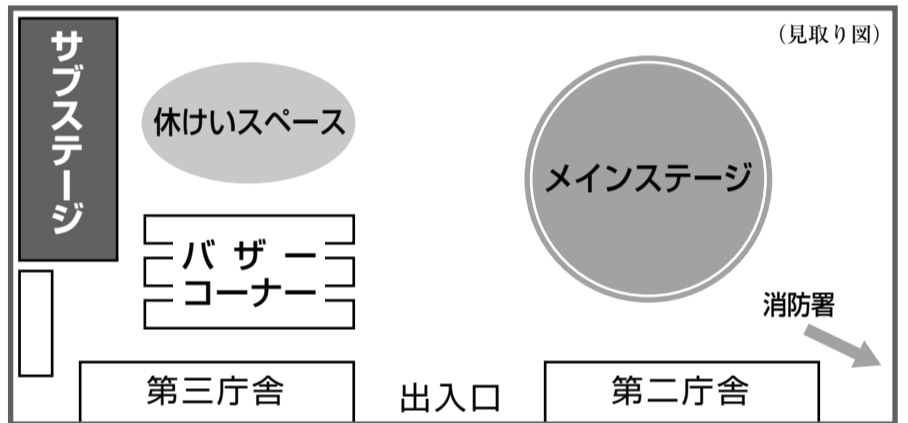 （見取り図）
サブステージ
休けいスペース
メインステージ
バザー
コーナー
消防署
第三庁舎
出入口
第二庁舎